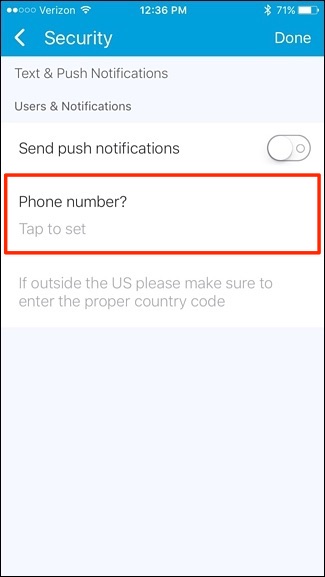 Verizon 12:36 PM 71%
Security Done
Text & Push Notifications
Users & Notifications
Send push notifications
Phone number?
Tap to set
If outside the US please make sure to
enter the proper country code